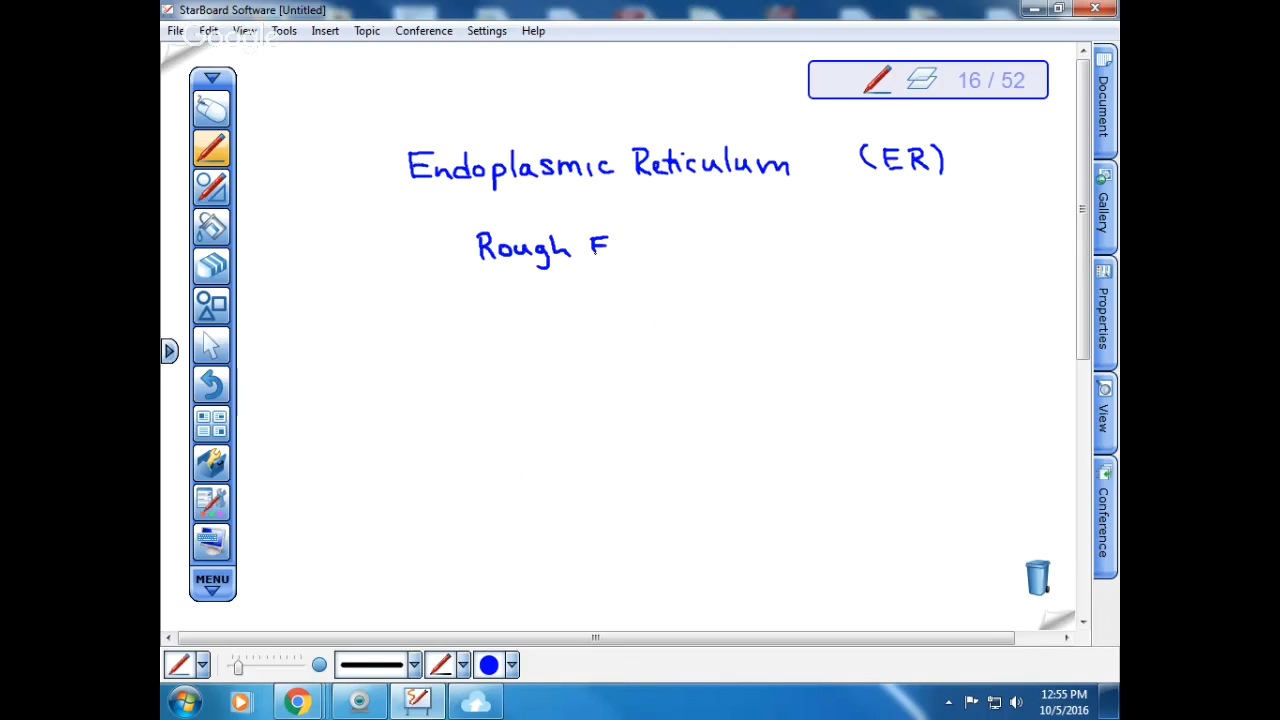 StarBoard Software [Untitled]
File Edit View Tools Insert Topic Conference Settings Help
Google
16 / 52
Endoplasmic Reticulum (ER)
Rough F
Document
Gallery
Properties
View
Conference
MENU
12:55 PM
10/5/2016